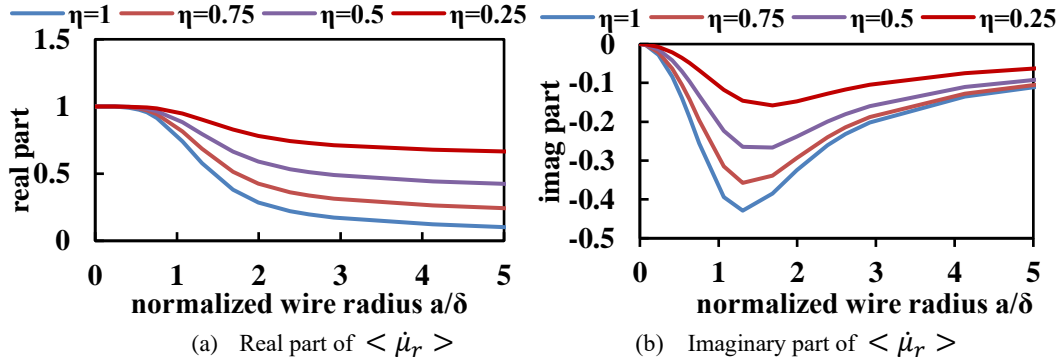 η=1 η=0.75 η=0.5 η=0.25
1.5
1
0.5
0
real part
0 1 2 3 4 5
normalized wire radius a/δ
(a) Real part of < μ̇_r >
η=1 η=0.75 η=0.5 η=0.25
0
-0.1
-0.2
-0.3
-0.4
-0.5
imag part
0 1 2 3 4 5
normalized wire radius a/δ
(b) Imaginary part of < μ̇_r >